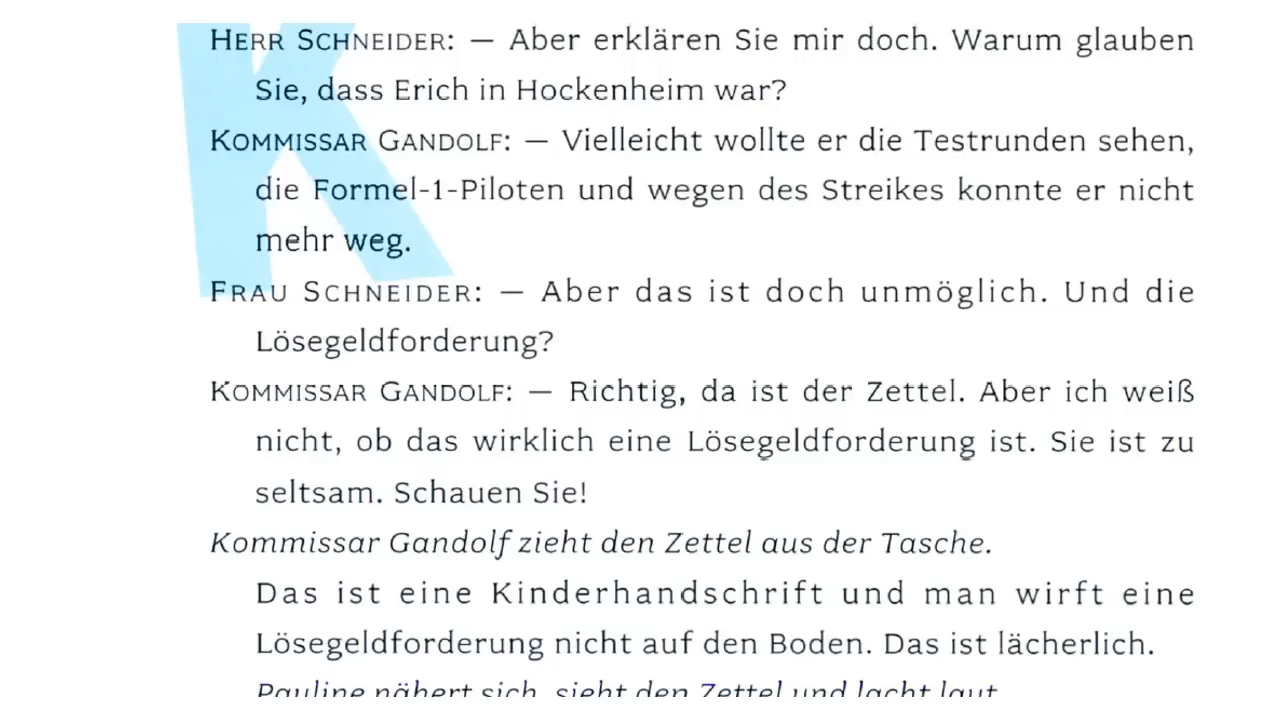 HERR SCHNEIDER: — Aber erklären Sie mir doch. Warum glauben
Sie, dass Erich in Hockenheim war?
KOMMISSAR GANDOLF: — Vielleicht wollte er die Testrunden sehen,
die Formel-1-Piloten und wegen des Streikes konnte er nicht
mehr weg.
FRAU SCHNEIDER: — Aber das ist doch unmöglich. Und die
Lösegeldforderung?
KOMMISSAR GANDOLF: — Richtig, da ist der Zettel. Aber ich weiß
nicht, ob das wirklich eine Lösegeldforderung ist. Sie ist zu
seltsam. Schauen Sie!
Kommissar Gandolf zieht den Zettel aus der Tasche.
Das ist eine Kinderhandschrift und man wirft eine
Lösegeldforderung nicht auf den Boden. Das ist lächerlich.
Pauline nähert sich, sieht den Zettel und lacht laut.